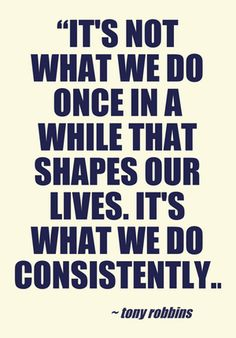 “IT'S NOT
WHAT WE DO
ONCE IN A
WHILE THAT
SHAPES OUR
LIVES. IT'S
WHAT WE DO
CONSISTENTLY..
~ tony robbins